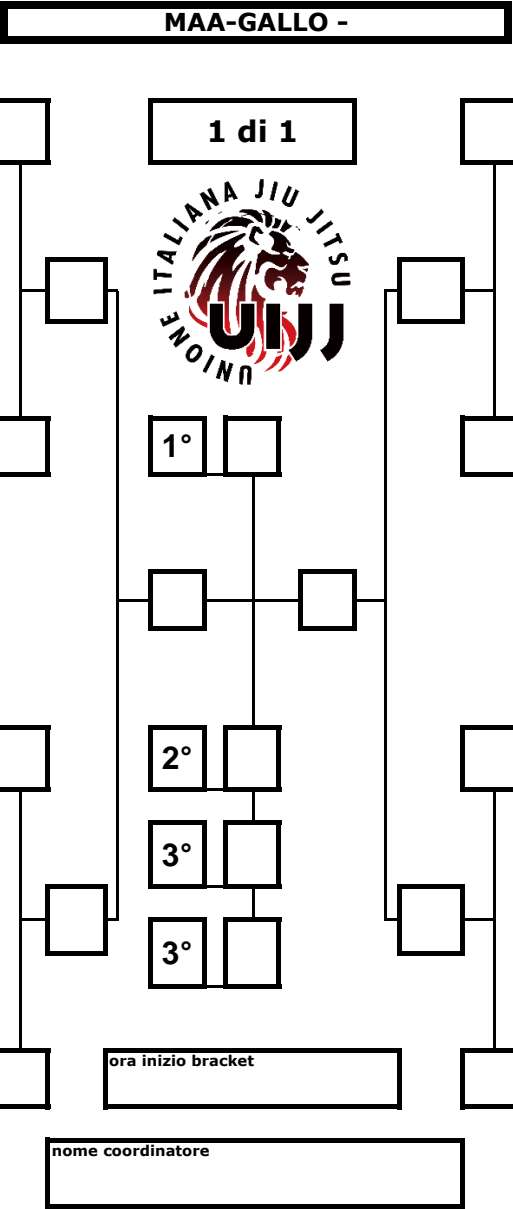 MAA-GALLO -
1 di 1
UNIONE ITALIANA JIU JITSU
UIJJ
1°
2°
3°
3°
ora inizio bracket
nome coordinatore